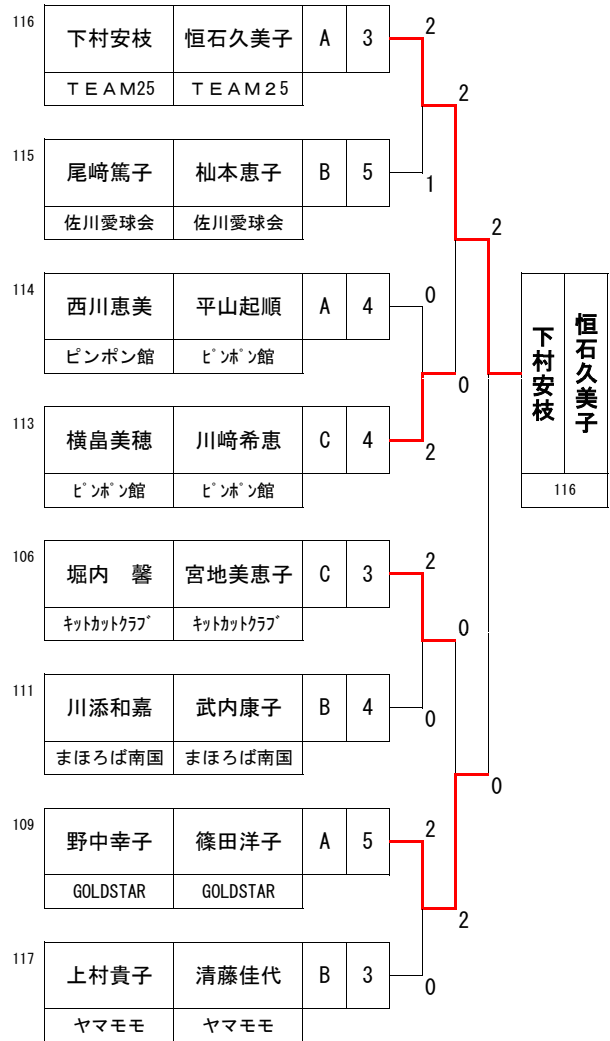 116 下村安枝 恒石久美子 A 3 2
ＴＥＡＭ25 ＴＥＡＭ２５
2
115 尾﨑篤子 杣本恵子 B 5 1
佐川愛球会 佐川愛球会
2
114 西川恵美 平山起順 A 4 0
ピンポン館 ﾋﾟﾝﾎﾟﾝ館
0
113 横畠美穂 川﨑希恵 C 4 2
ﾋﾟﾝﾎﾟﾝ館 ﾋﾟﾝﾎﾟﾝ館
下村安枝 恒石久美子
116
106 堀内　馨 宮地美恵子 C 3 2
ｷｯﾄｶｯﾄｸﾗﾌﾞ ｷｯﾄｶｯﾄｸﾗﾌﾞ
0
111 川添和嘉 武内康子 B 4 0
まほろば南国 まほろば南国
0
109 野中幸子 篠田洋子 A 5 2
GOLDSTAR GOLDSTAR
2
117 上村貴子 清藤佳代 B 3 0
ヤマモモ ヤマモモ